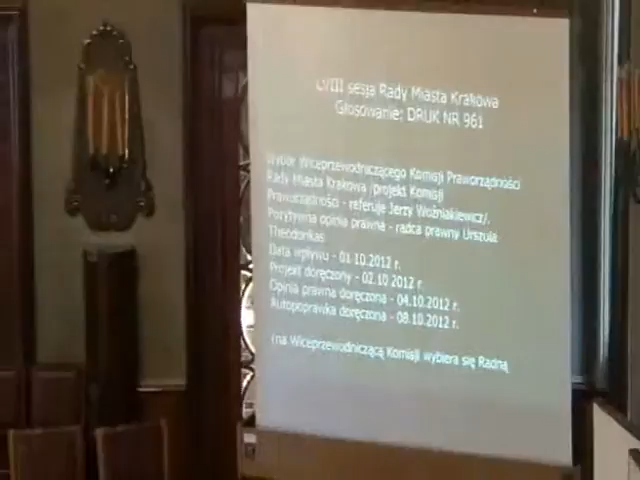 LVIII sesja Rady Miasta Krakowa
Głosowanie: DRUK NR 961
Wybór Wiceprzewodniczącego Komisji Praworządności
Rady Miasta Krakowa /projekt Komisji
Praworządności - referuje Jerzy Woźniakiewicz/.
Pozytywna opinia prawna - radca prawny Urszula
Theodorikas
Data wpływu - 01.10.2012 r.
Projekt doręczony - 02.10.2012 r.
Opinia prawna doręczona - 04.10.2012 r.
Autopoprawka doręczona - 08.10.2012 r.
(na Wiceprzewodniczącą Komisji wybiera się Radną